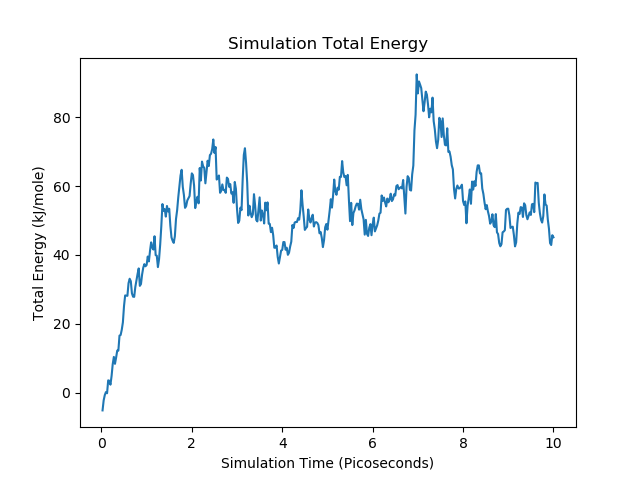 Simulation Total Energy
Total Energy (kJ/mole)
80
60
40
20
0
0 2 4 6 8 10
Simulation Time (Picoseconds)